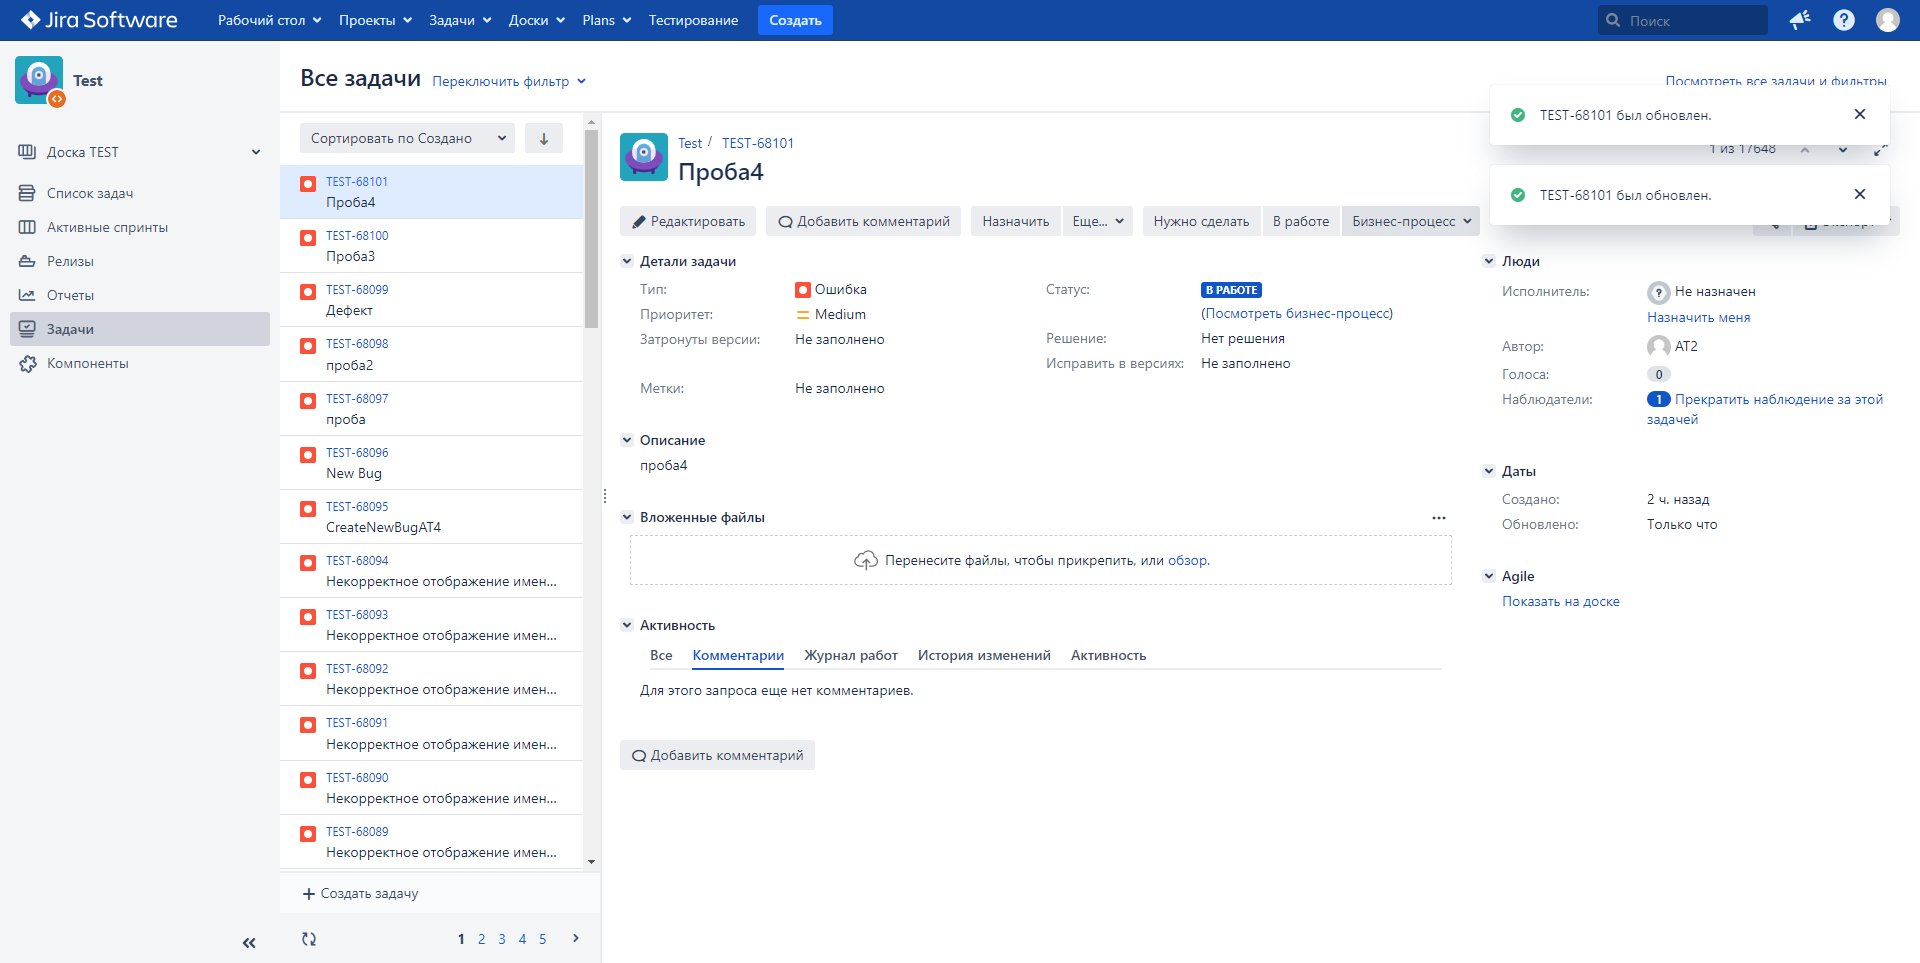 Jira Software
Рабочий стол
Проекты
Задачи
Доски
Plans
Тестирование
Создать
Поиск
Test
Доска TEST
Список задач
Активные спринты
Релизы
Отчеты
Задачи
Компоненты
Все задачи
Переключить фильтр
Посмотреть все задачи и фильтры
Сортировать по Создано
TEST-68101
Проба4
TEST-68100
Проба3
TEST-68099
Дефект
TEST-68098
проба2
TEST-68097
проба
TEST-68096
New Bug
TEST-68095
CreateNewBugAT4
TEST-68094
Некорректное отображение имен...
TEST-68093
Некорректное отображение имен...
TEST-68092
Некорректное отображение имен...
TEST-68091
Некорректное отображение имен...
TEST-68090
Некорректное отображение имен...
TEST-68089
Некорректное отображение имен...
Создать задачу
1 2 3 4 5
Test / TEST-68101
Проба4
TEST-68101 был обновлен.
1 из 17648
TEST-68101 был обновлен.
Редактировать
Добавить комментарий
Назначить
Еще...
Нужно сделать
В работе
Бизнес-процесс
Экспорт
Детали задачи
Тип: Ошибка
Приоритет: Medium
Затронуты версии: Не заполнено
Метки: Не заполнено
Статус: В РАБОТЕ
(Посмотреть бизнес-процесс)
Решение: Нет решения
Исправить в версиях: Не заполнено
Описание
проба4
Вложенные файлы
Перенесите файлы, чтобы прикрепить, или обзор.
Активность
Все
Комментарии
Журнал работ
История изменений
Активность
Для этого запроса еще нет комментариев.
Добавить комментарий
Люди
Исполнитель: Не назначен
Назначить меня
Автор: AT2
Голоса: 0
Наблюдатели: 1 Прекратить наблюдение за этой
задачей
Даты
Создано: 2 ч. назад
Обновлено: Только что
Agile
Показать на доске